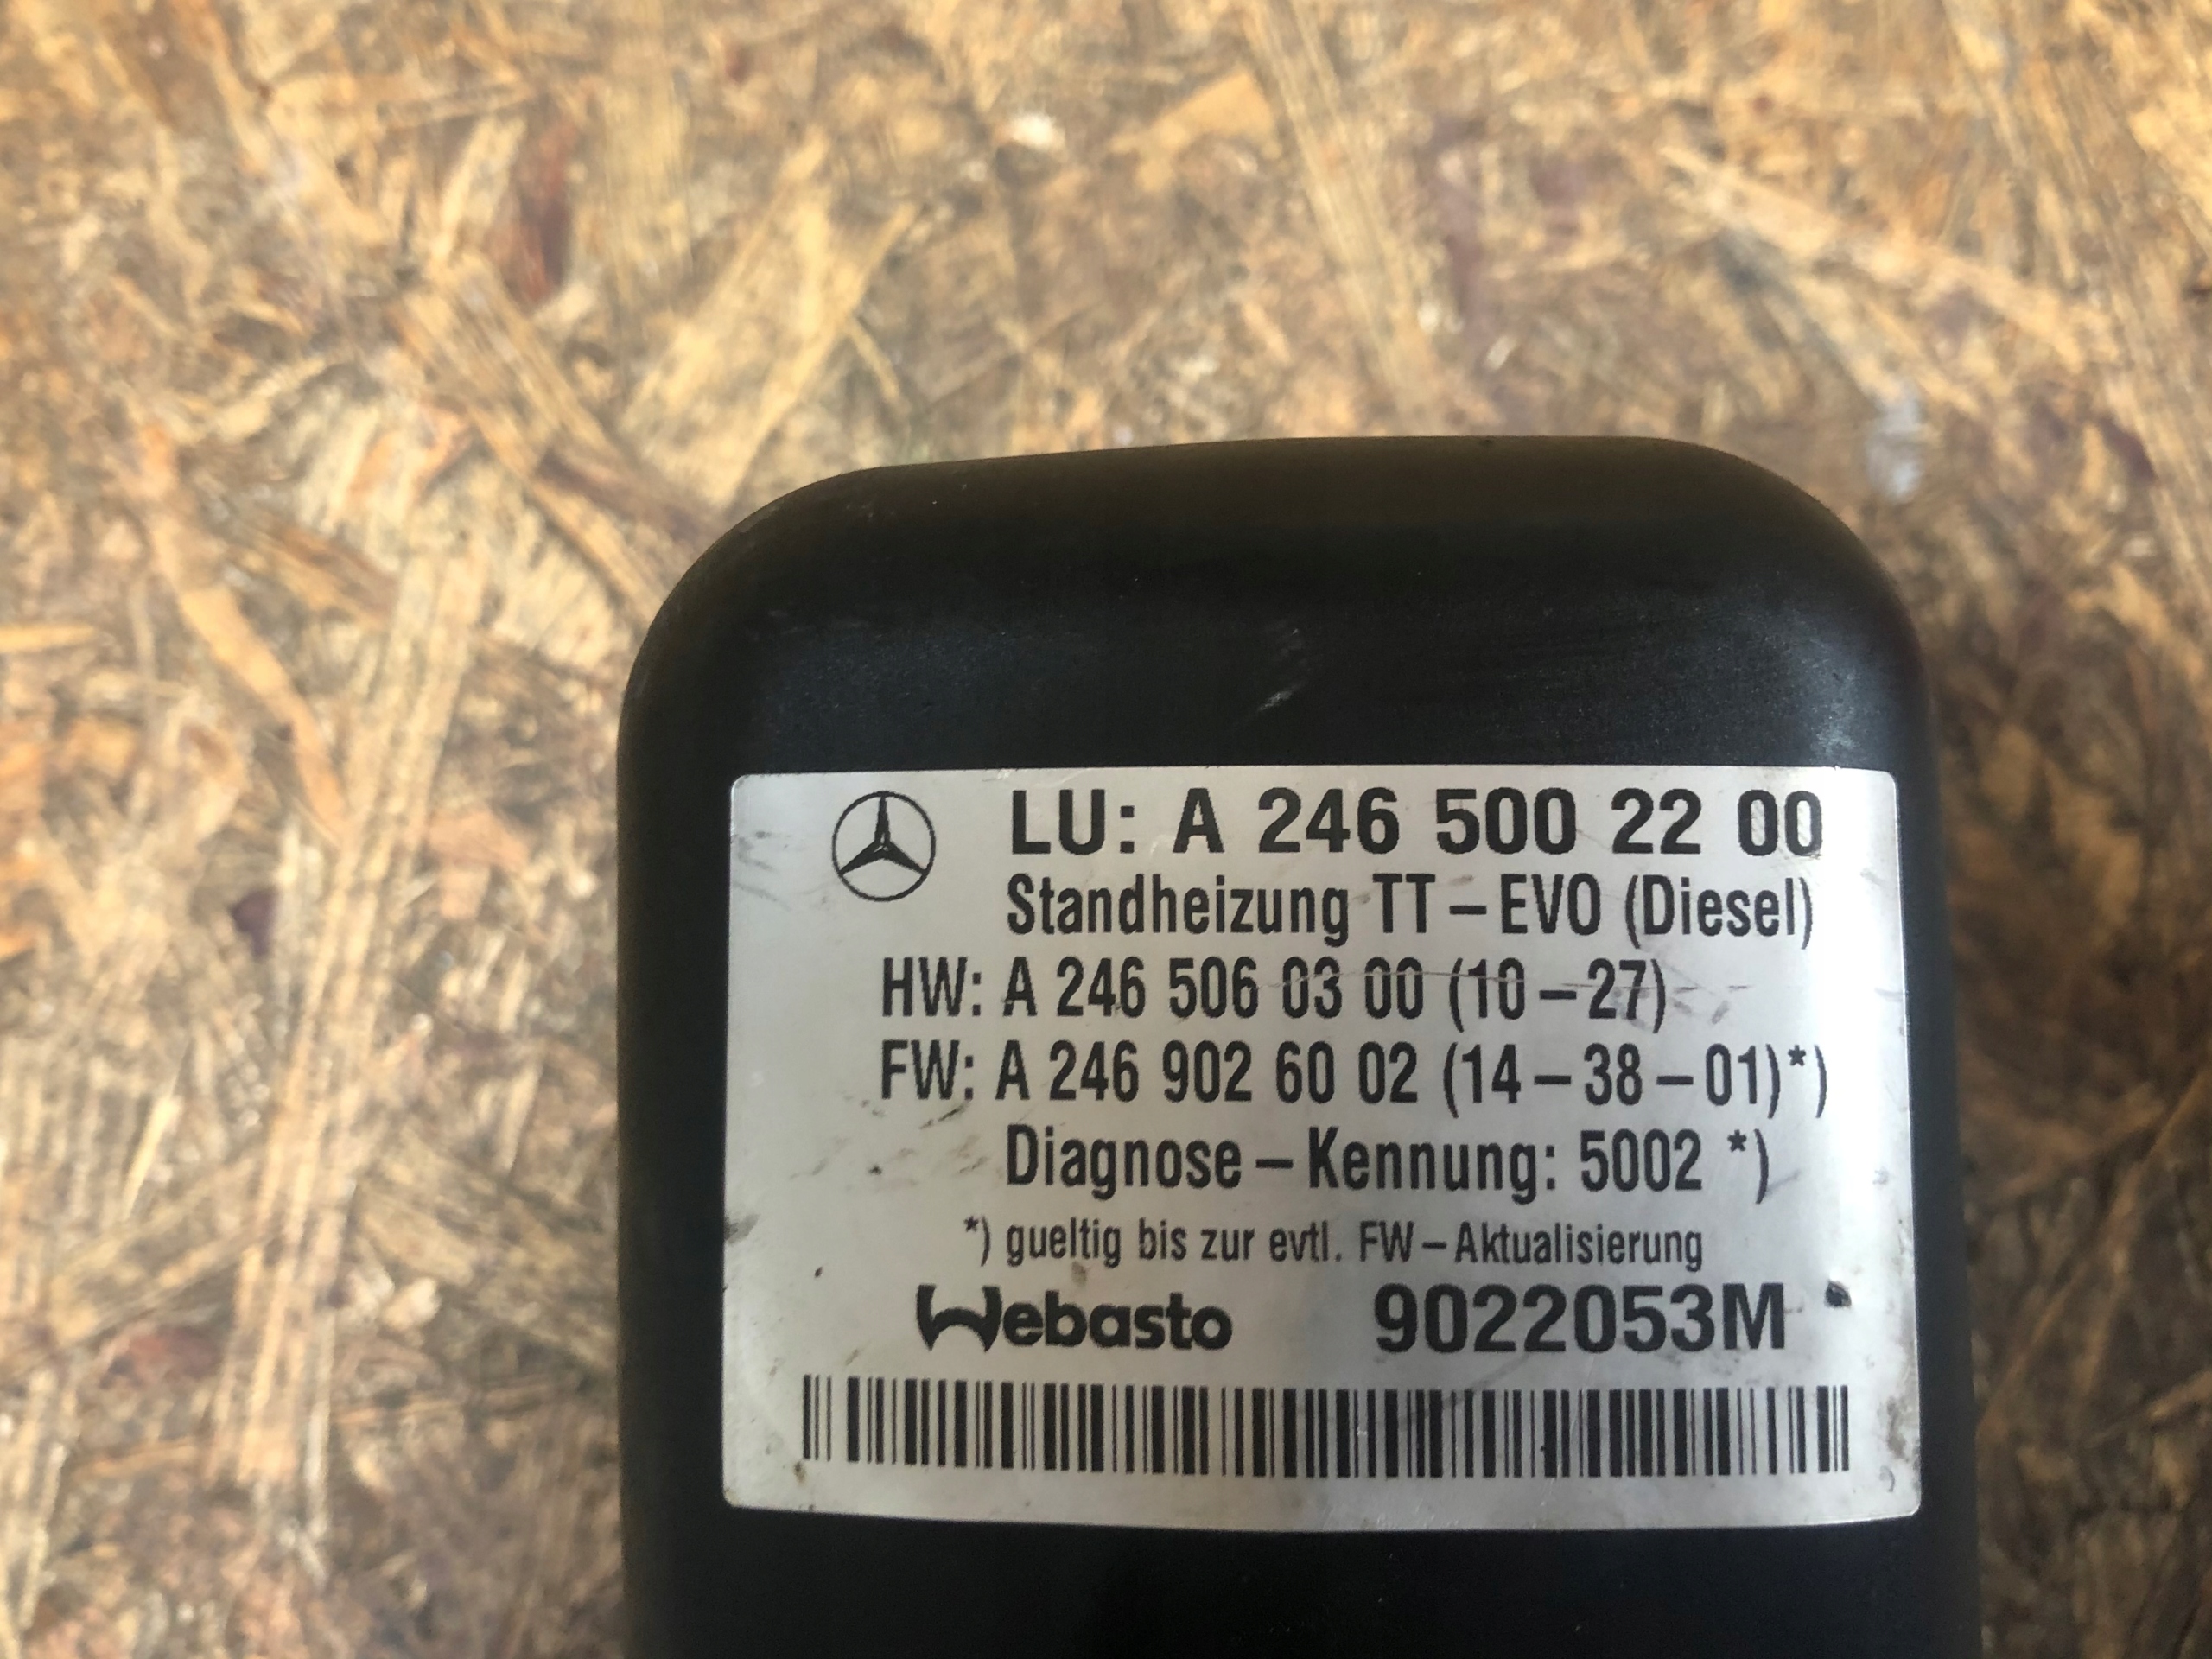 LU: A 246 500 22 00
Standheizung TT – EVO (Diesel)
HW: A 246 506 03 00 (10 – 27)
FW: A 246 902 60 02 (14 – 38 – 01)*)
Diagnose – Kennung: 5002 *)
*) gueltig bis zur evtl. FW – Aktualisierung
Webasto 9022053M